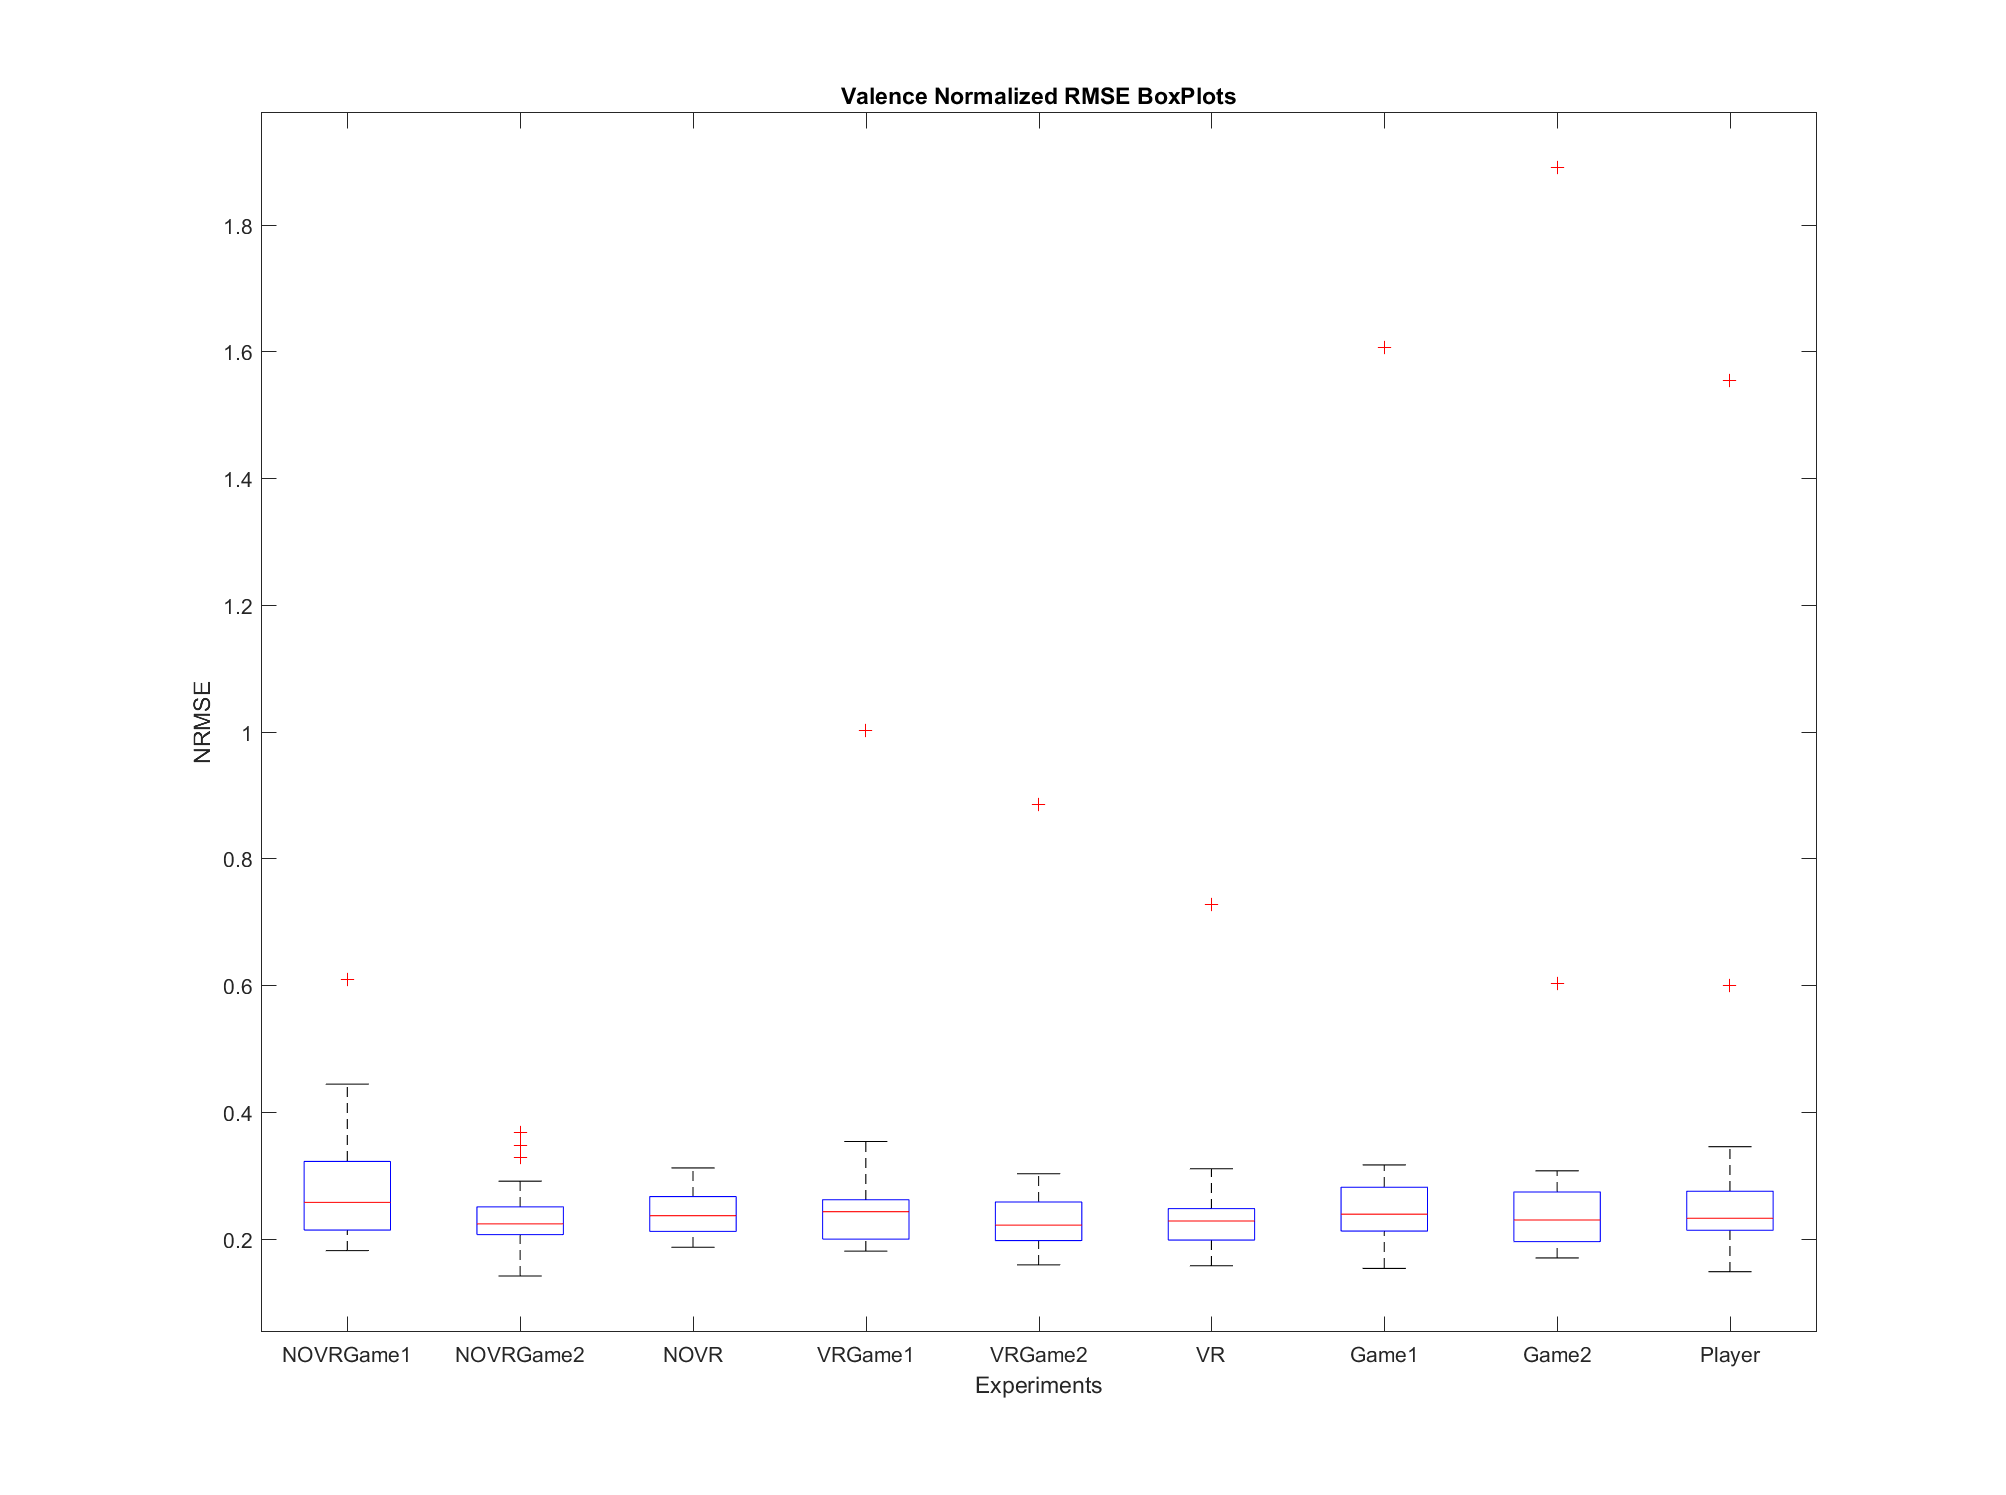 Valence Normalized RMSE BoxPlots
1.8
1.6
1.4
1.2
1
0.8
0.6
0.4
0.2
NRMSE
NOVRGame1 NOVRGame2 NOVR VRGame1 VRGame2 VR Game1 Game2 Player
Experiments